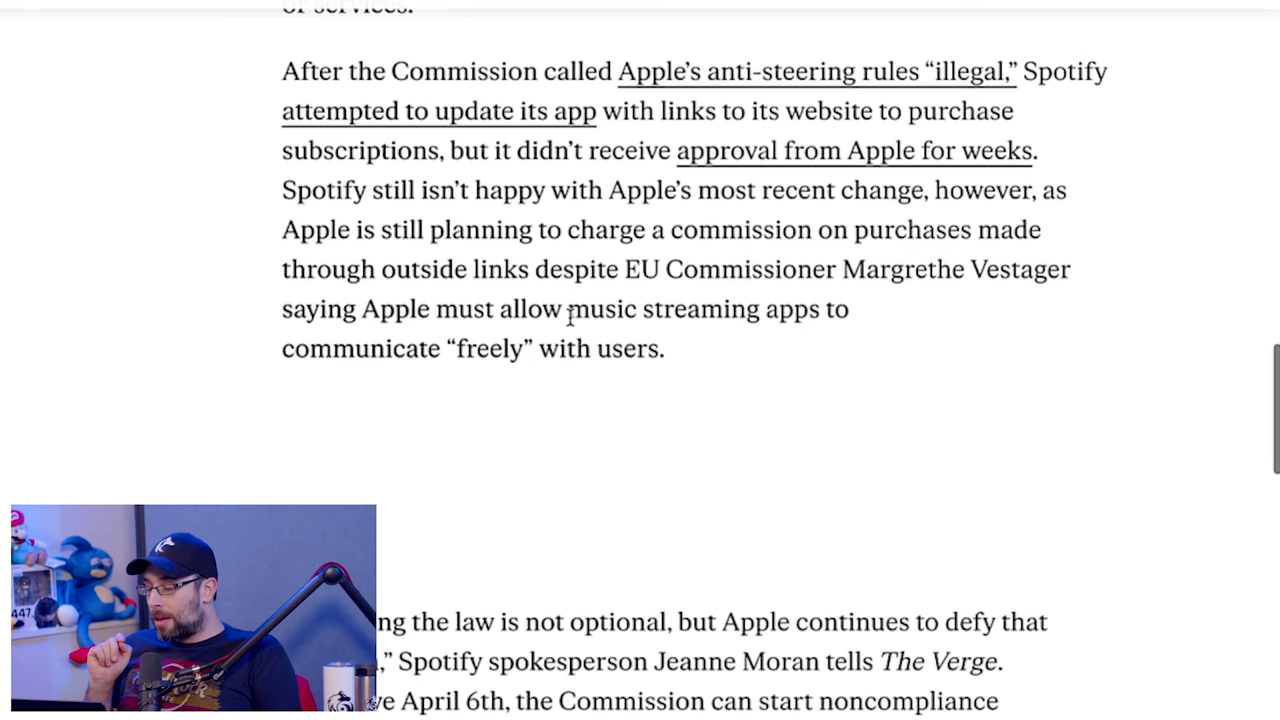 or services.
After the Commission called Apple’s anti-steering rules “illegal,” Spotify
attempted to update its app with links to its website to purchase
subscriptions, but it didn’t receive approval from Apple for weeks.
Spotify still isn’t happy with Apple’s most recent change, however, as
Apple is still planning to charge a commission on purchases made
through outside links despite EU Commissioner Margrethe Vestager
saying Apple must allow music streaming apps to
communicate “freely” with users.
ng the law is not optional, but Apple continues to defy that
,” Spotify spokesperson Jeanne Moran tells The Verge.
ve April 6th, the Commission can start noncompliance
447